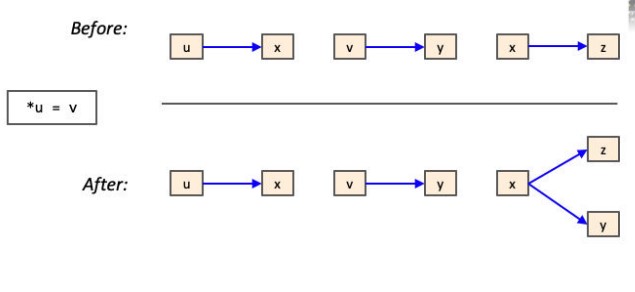 Before:
u x v y x z
*u = v
z
After:
u x v y x
y